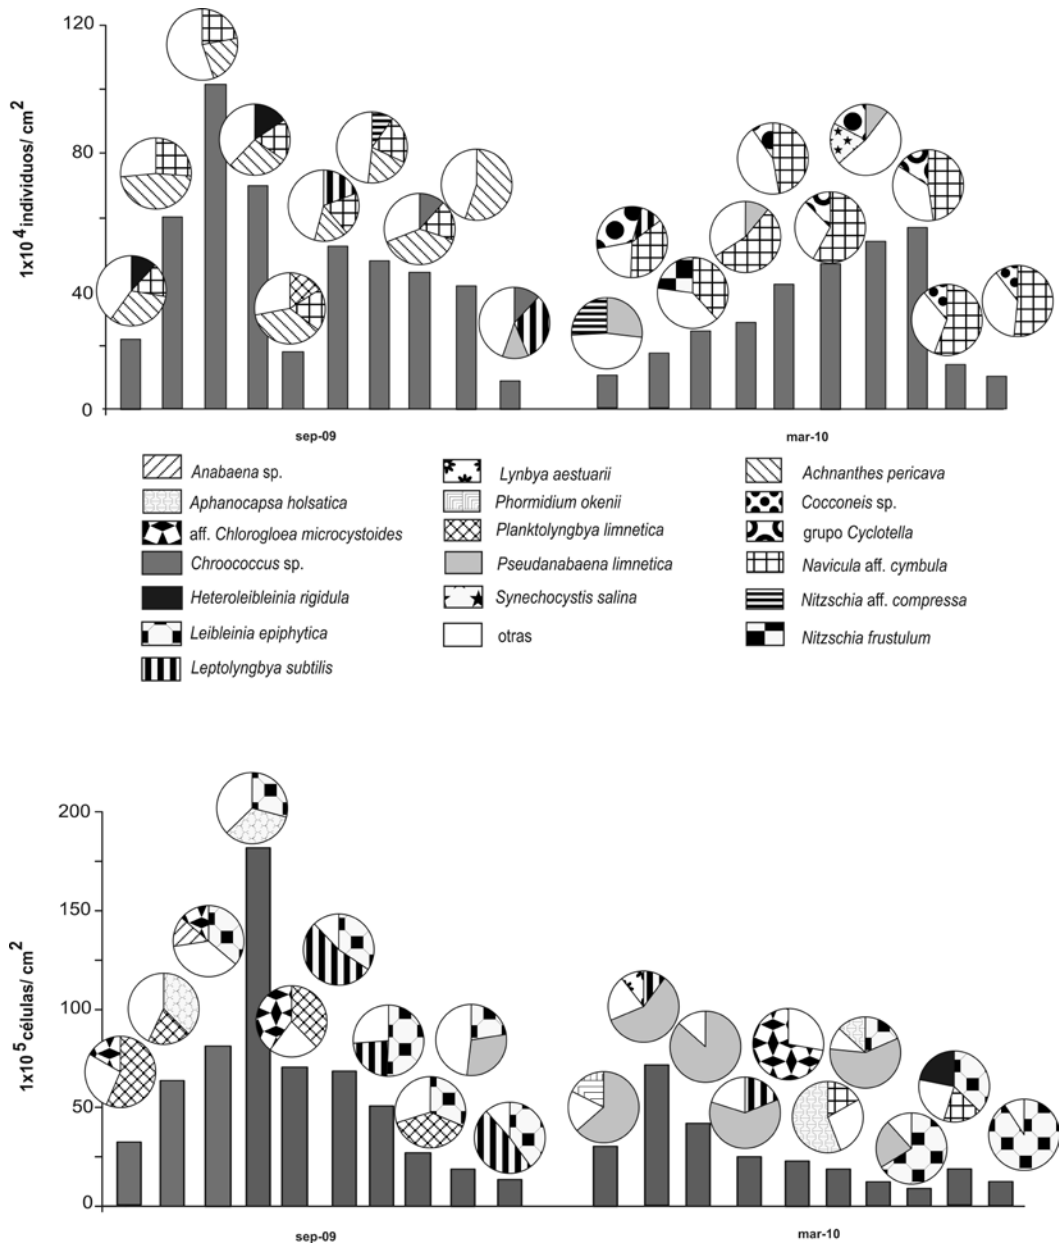 120
80
40
0
1x10⁴ individuos/ cm²
sep-09
mar-10
Anabaena sp.
Aphanocapsa holsatica
aff. Chlorogloea microcystoides
Chroococcus sp.
Heteroleibleinia rigidula
Leibleinia epiphytica
Leptolyngbya subtilis
Lynbya aestuarii
Phormidium okenii
Planktolyngbya limnetica
Pseudanabaena limnetica
Synechocystis salina
otras
Achnanthes pericava
Cocconeis sp.
grupo Cyclotella
Navicula aff. cymbula
Nitzschia aff. compressa
Nitzschia frustulum
200
150
100
50
0
1x10⁵ células/ cm²
sep-09
mar-10